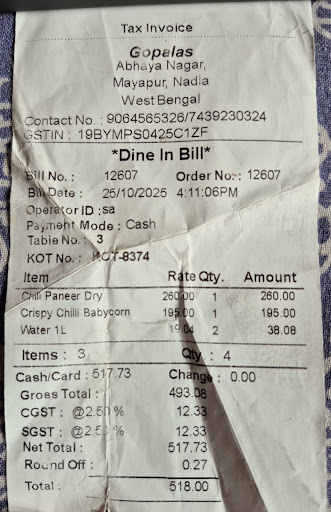 Tax Invoice
Gopalas
Abhaya Nagar,
Mayapur, Nadia
West Bengal
Contact No. : 9064565326/7439230324
GSTIN : 19BYMPS0425C1ZF
*Dine In Bill*
Bill No. : 12607 Order No.: 12607
Bill Date : 25/10/2025 4:11:06PM
Operator ID : sa
Payment Mode : Cash
Table No. : 3
KOT No. : KOT-8374
Item Rate Qty. Amount
Chili Paneer Dry 260.00 1 260.00
Crispy Chilli Babycorn 195.00 1 195.00
Water 1L 19.04 2 38.08
Items : 3 Qty : 4
Cash/Card : 517.73 Change : 0.00
Gross Total : 493.08
CGST : @2.50 % 12.33
SGST : @2.50 % 12.33
Net Total : 517.73
Round Off : 0.27
Total : 518.00